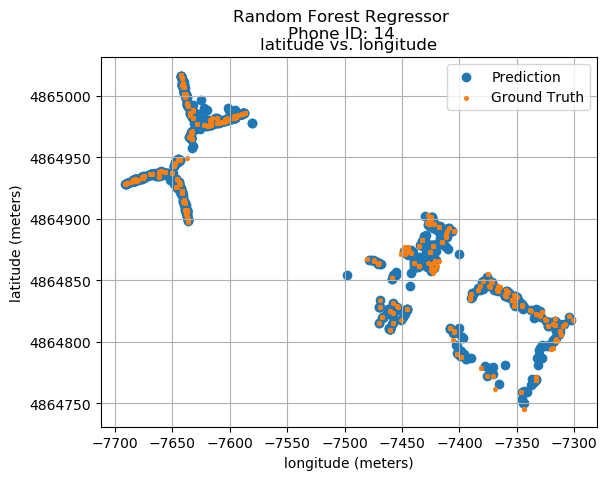 Random Forest Regressor
Phone ID: 14
latitude vs. longitude
Prediction
Ground Truth
4865000
4864950
4864900
4864850
4864800
4864750
latitude (meters)
−7700 −7650 −7600 −7550 −7500 −7450 −7400 −7350 −7300
longitude (meters)